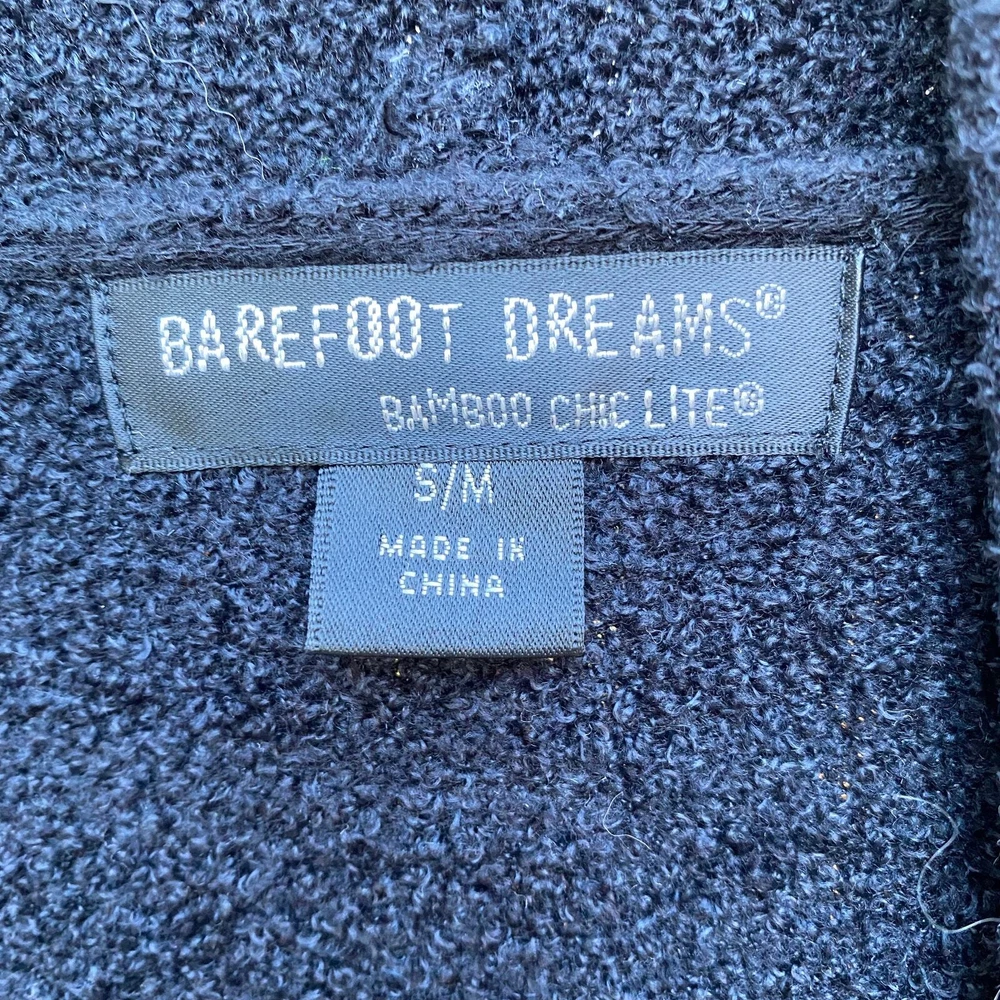 BAREFOOT DREAMS®
BAMBOO CHIC LITE®
S/M
MADE IN
CHINA